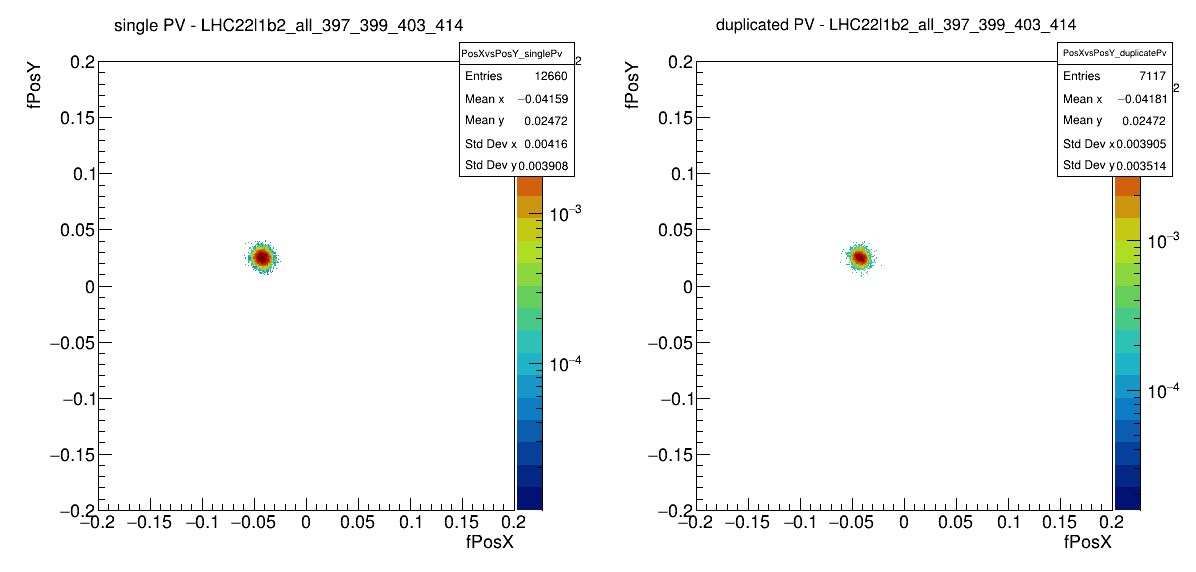 single PV - LHC22l1b2_all_397_399_403_414
fPosY
PosXvsPosY_singlePv
Entries 12660
Mean x −0.04159
Mean y 0.02472
Std Dev x 0.00416
Std Dev y 0.003908
0.2
0.15
0.1
0.05
0
−0.05
−0.1
−0.15
−0.2
2
10−3
10−4
−0.2 −0.15 −0.1 −0.05 0 0.05 0.1 0.15 0.2
fPosX
duplicated PV - LHC22l1b2_all_397_399_403_414
fPosY
PosXvsPosY_duplicatePv
Entries 7117
Mean x −0.04181
Mean y 0.02472
Std Dev x 0.003905
Std Dev y 0.003514
0.2
0.15
0.1
0.05
0
−0.05
−0.1
−0.15
−0.2
2
10−3
10−4
−0.2 −0.15 −0.1 −0.05 0 0.05 0.1 0.15 0.2
fPosX